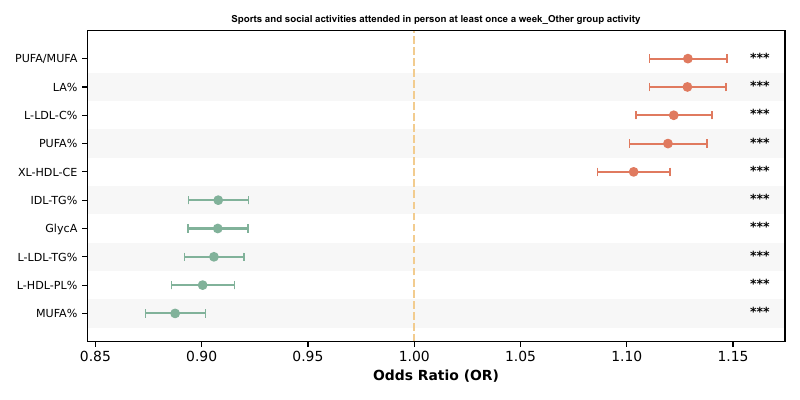 Sports and social activities attended in person at least once a week_Other group activity
PUFA/MUFA ***
LA% ***
L-LDL-C% ***
PUFA% ***
XL-HDL-CE ***
IDL-TG% ***
GlycA ***
L-LDL-TG% ***
L-HDL-PL% ***
MUFA% ***
0.85 0.90 0.95 1.00 1.05 1.10 1.15
Odds Ratio (OR)